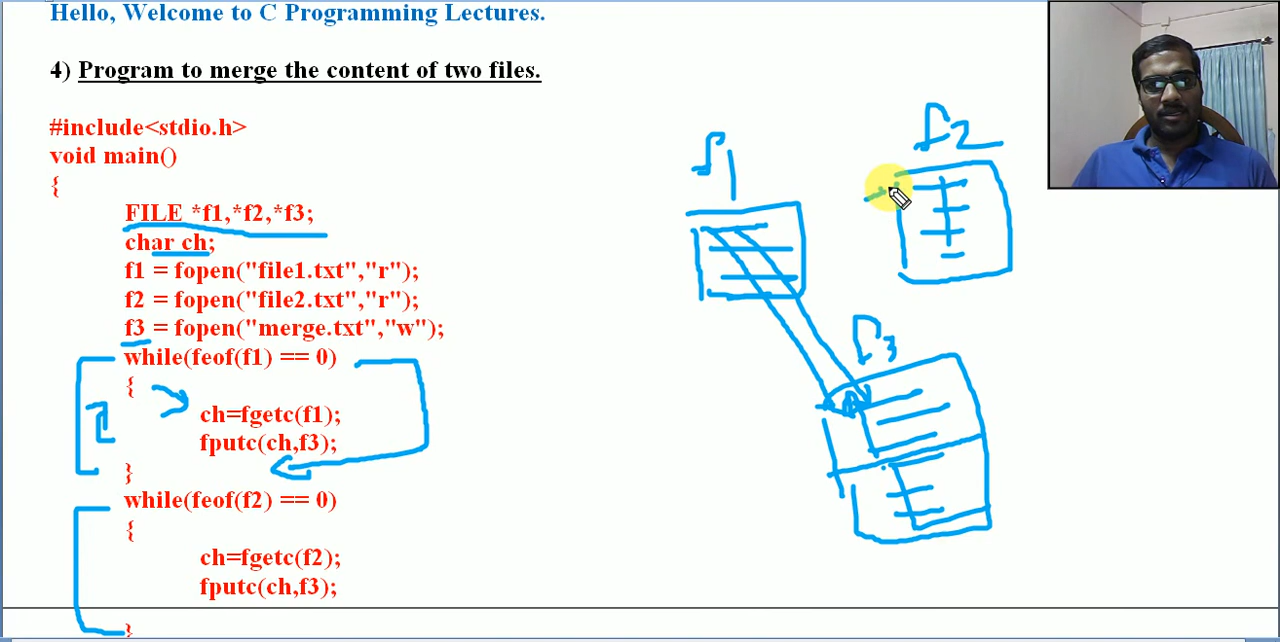 Hello, Welcome to C Programming Lectures.
4) Program to merge the content of two files.
#include<stdio.h>
void main()
{
FILE *f1,*f2,*f3;
char ch;
f1 = fopen("file1.txt","r");
f2 = fopen("file2.txt","r");
f3 = fopen("merge.txt","w");
while(feof(f1) == 0)
{
ch=fgetc(f1);
fputc(ch,f3);
}
while(feof(f2) == 0)
{
ch=fgetc(f2);
fputc(ch,f3);
}
f1
f2
f3